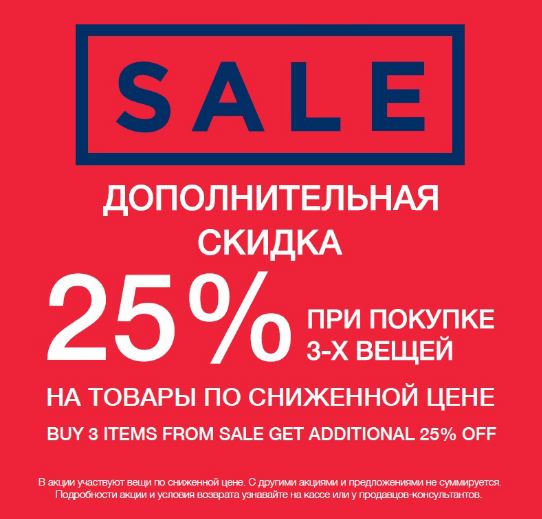 SALE
ДОПОЛНИТЕЛЬНАЯ
СКИДКА
25% ПРИ ПОКУПКЕ
3-Х ВЕЩЕЙ
НА ТОВАРЫ ПО СНИЖЕННОЙ ЦЕНЕ
BUY 3 ITEMS FROM SALE GET ADDITIONAL 25% OFF
В акции участвуют вещи по сниженной цене. С другими акциями и предложениями не суммируется.
Подробности акции и условия возврата узнавайте на кассе или у продавцов-консультантов.